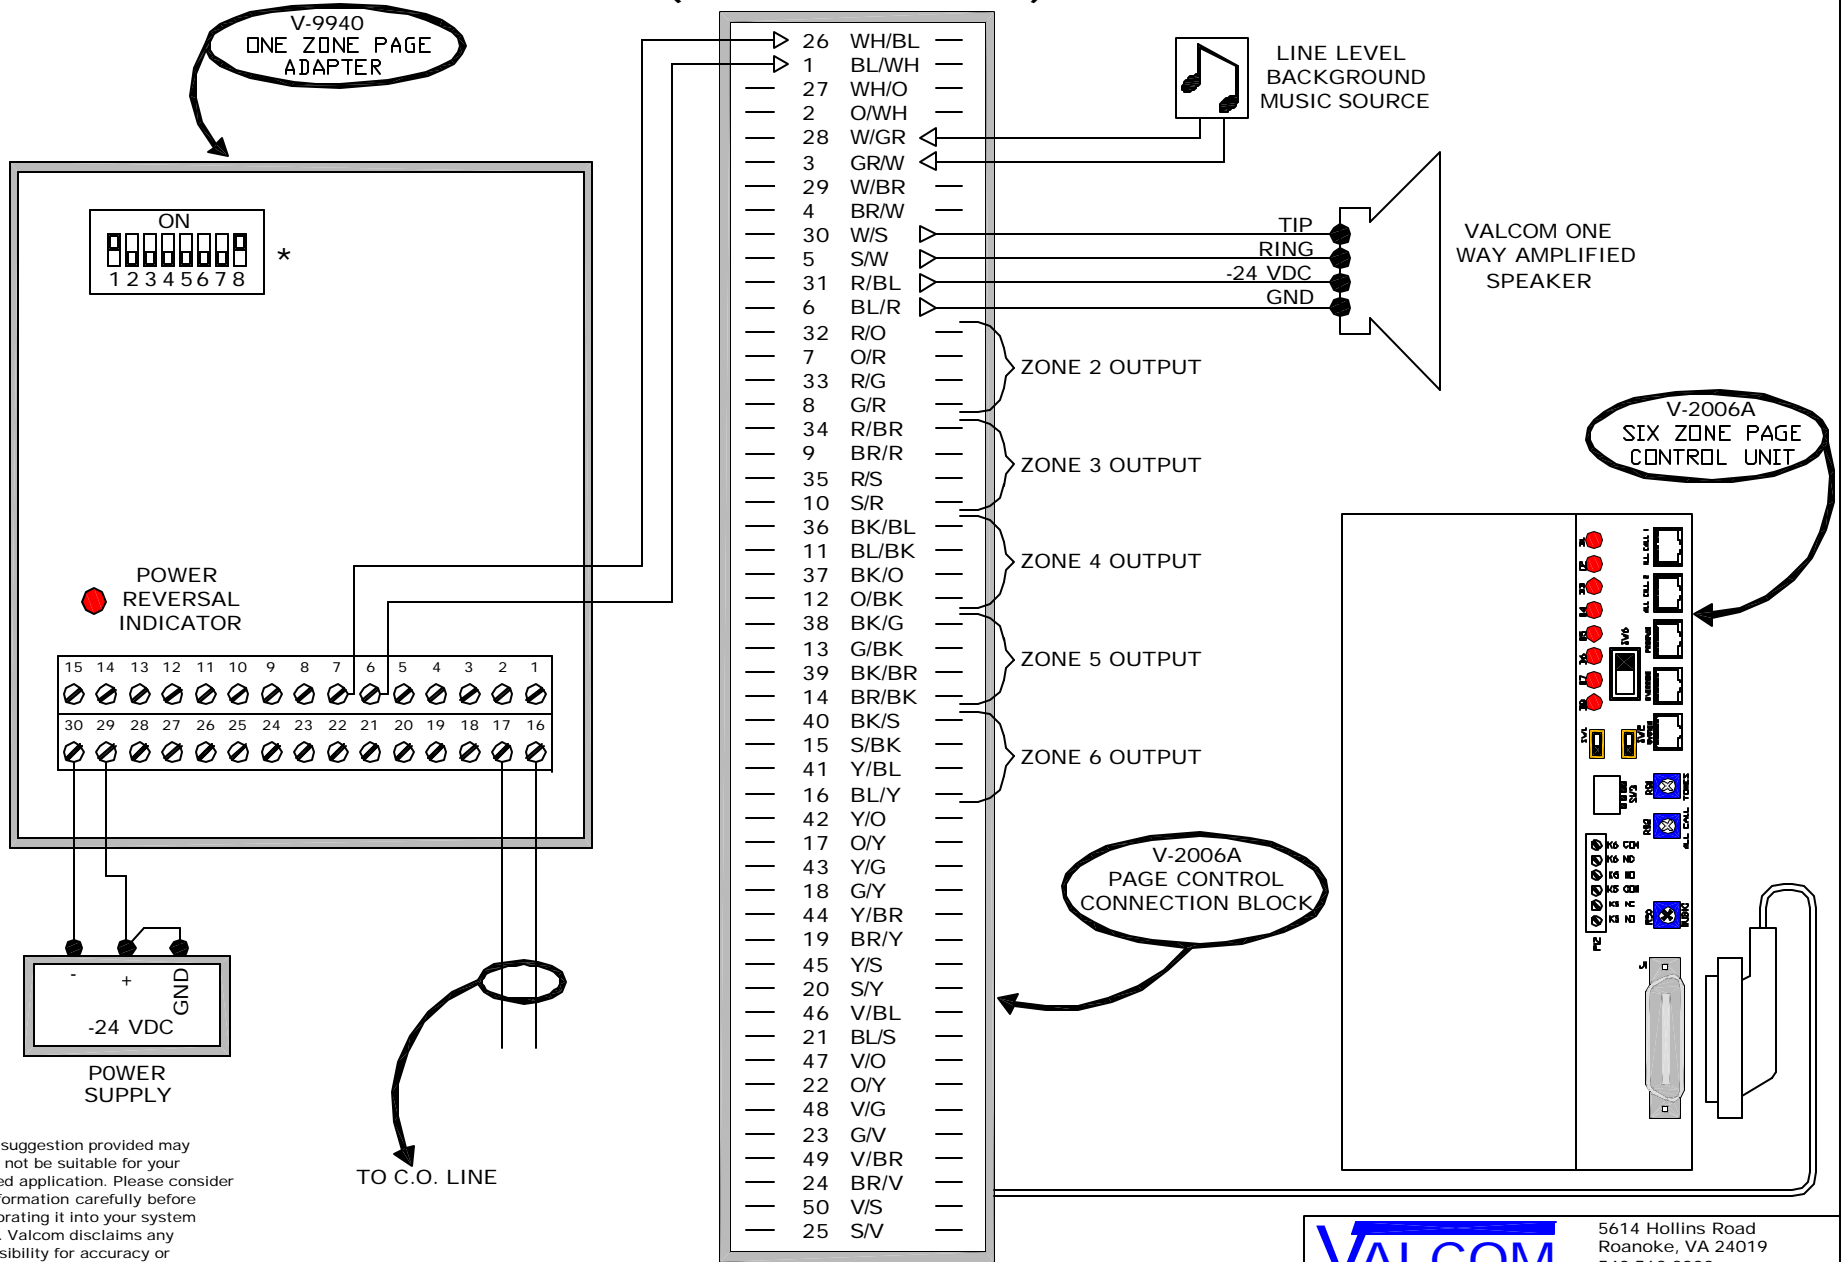 V-9940
ONE ZONE PAGE
ADAPTER
ON
1 2 3 4 5 6 7 8
*
POWER
REVERSAL
INDICATOR
15 14 13 12 11 10 9 8 7 6 5 4 3 2 1
30 29 28 27 26 25 24 23 22 21 20 19 18 17 16
- + GND
-24 VDC
POWER
SUPPLY
TO C.O. LINE
suggestion provided may
not be suitable for your
application. Please consider
carefully before
it into your system
Valcom disclaims any
for accuracy or
26 WH/BL
1 BL/WH
27 WH/O
2 O/WH
28 W/GR
3 GR/W
29 W/BR
4 BR/W
30 W/S
5 S/W
31 R/BL
6 BL/R
32 R/O
7 O/R
33 R/G
8 G/R
34 R/BR
9 BR/R
35 R/S
10 S/R
36 BK/BL
11 BL/BK
37 BK/O
12 O/BK
38 BK/G
13 G/BK
39 BK/BR
14 BR/BK
40 BK/S
15 S/BK
41 Y/BL
16 BL/Y
42 Y/O
17 O/Y
43 Y/G
18 G/Y
44 Y/BR
19 BR/Y
45 Y/S
20 S/Y
46 V/BL
21 BL/S
47 V/O
22 O/Y
48 V/G
23 G/V
49 V/BR
24 BR/V
50 V/S
25 S/V
LINE LEVEL
BACKGROUND
MUSIC SOURCE
TIP
RING
-24 VDC
GND
VALCOM ONE
WAY AMPLIFIED
SPEAKER
ZONE 2 OUTPUT
ZONE 3 OUTPUT
ZONE 4 OUTPUT
ZONE 5 OUTPUT
ZONE 6 OUTPUT
V-2006A
PAGE CONTROL
CONNECTION BLOCK
V-2006A
SIX ZONE PAGE
CONTROL UNIT
ALL CALL 1
ALL CALL 2
TONES
ALL CALL
VALCOM
5614 Hollins Road
Roanoke, VA 24019